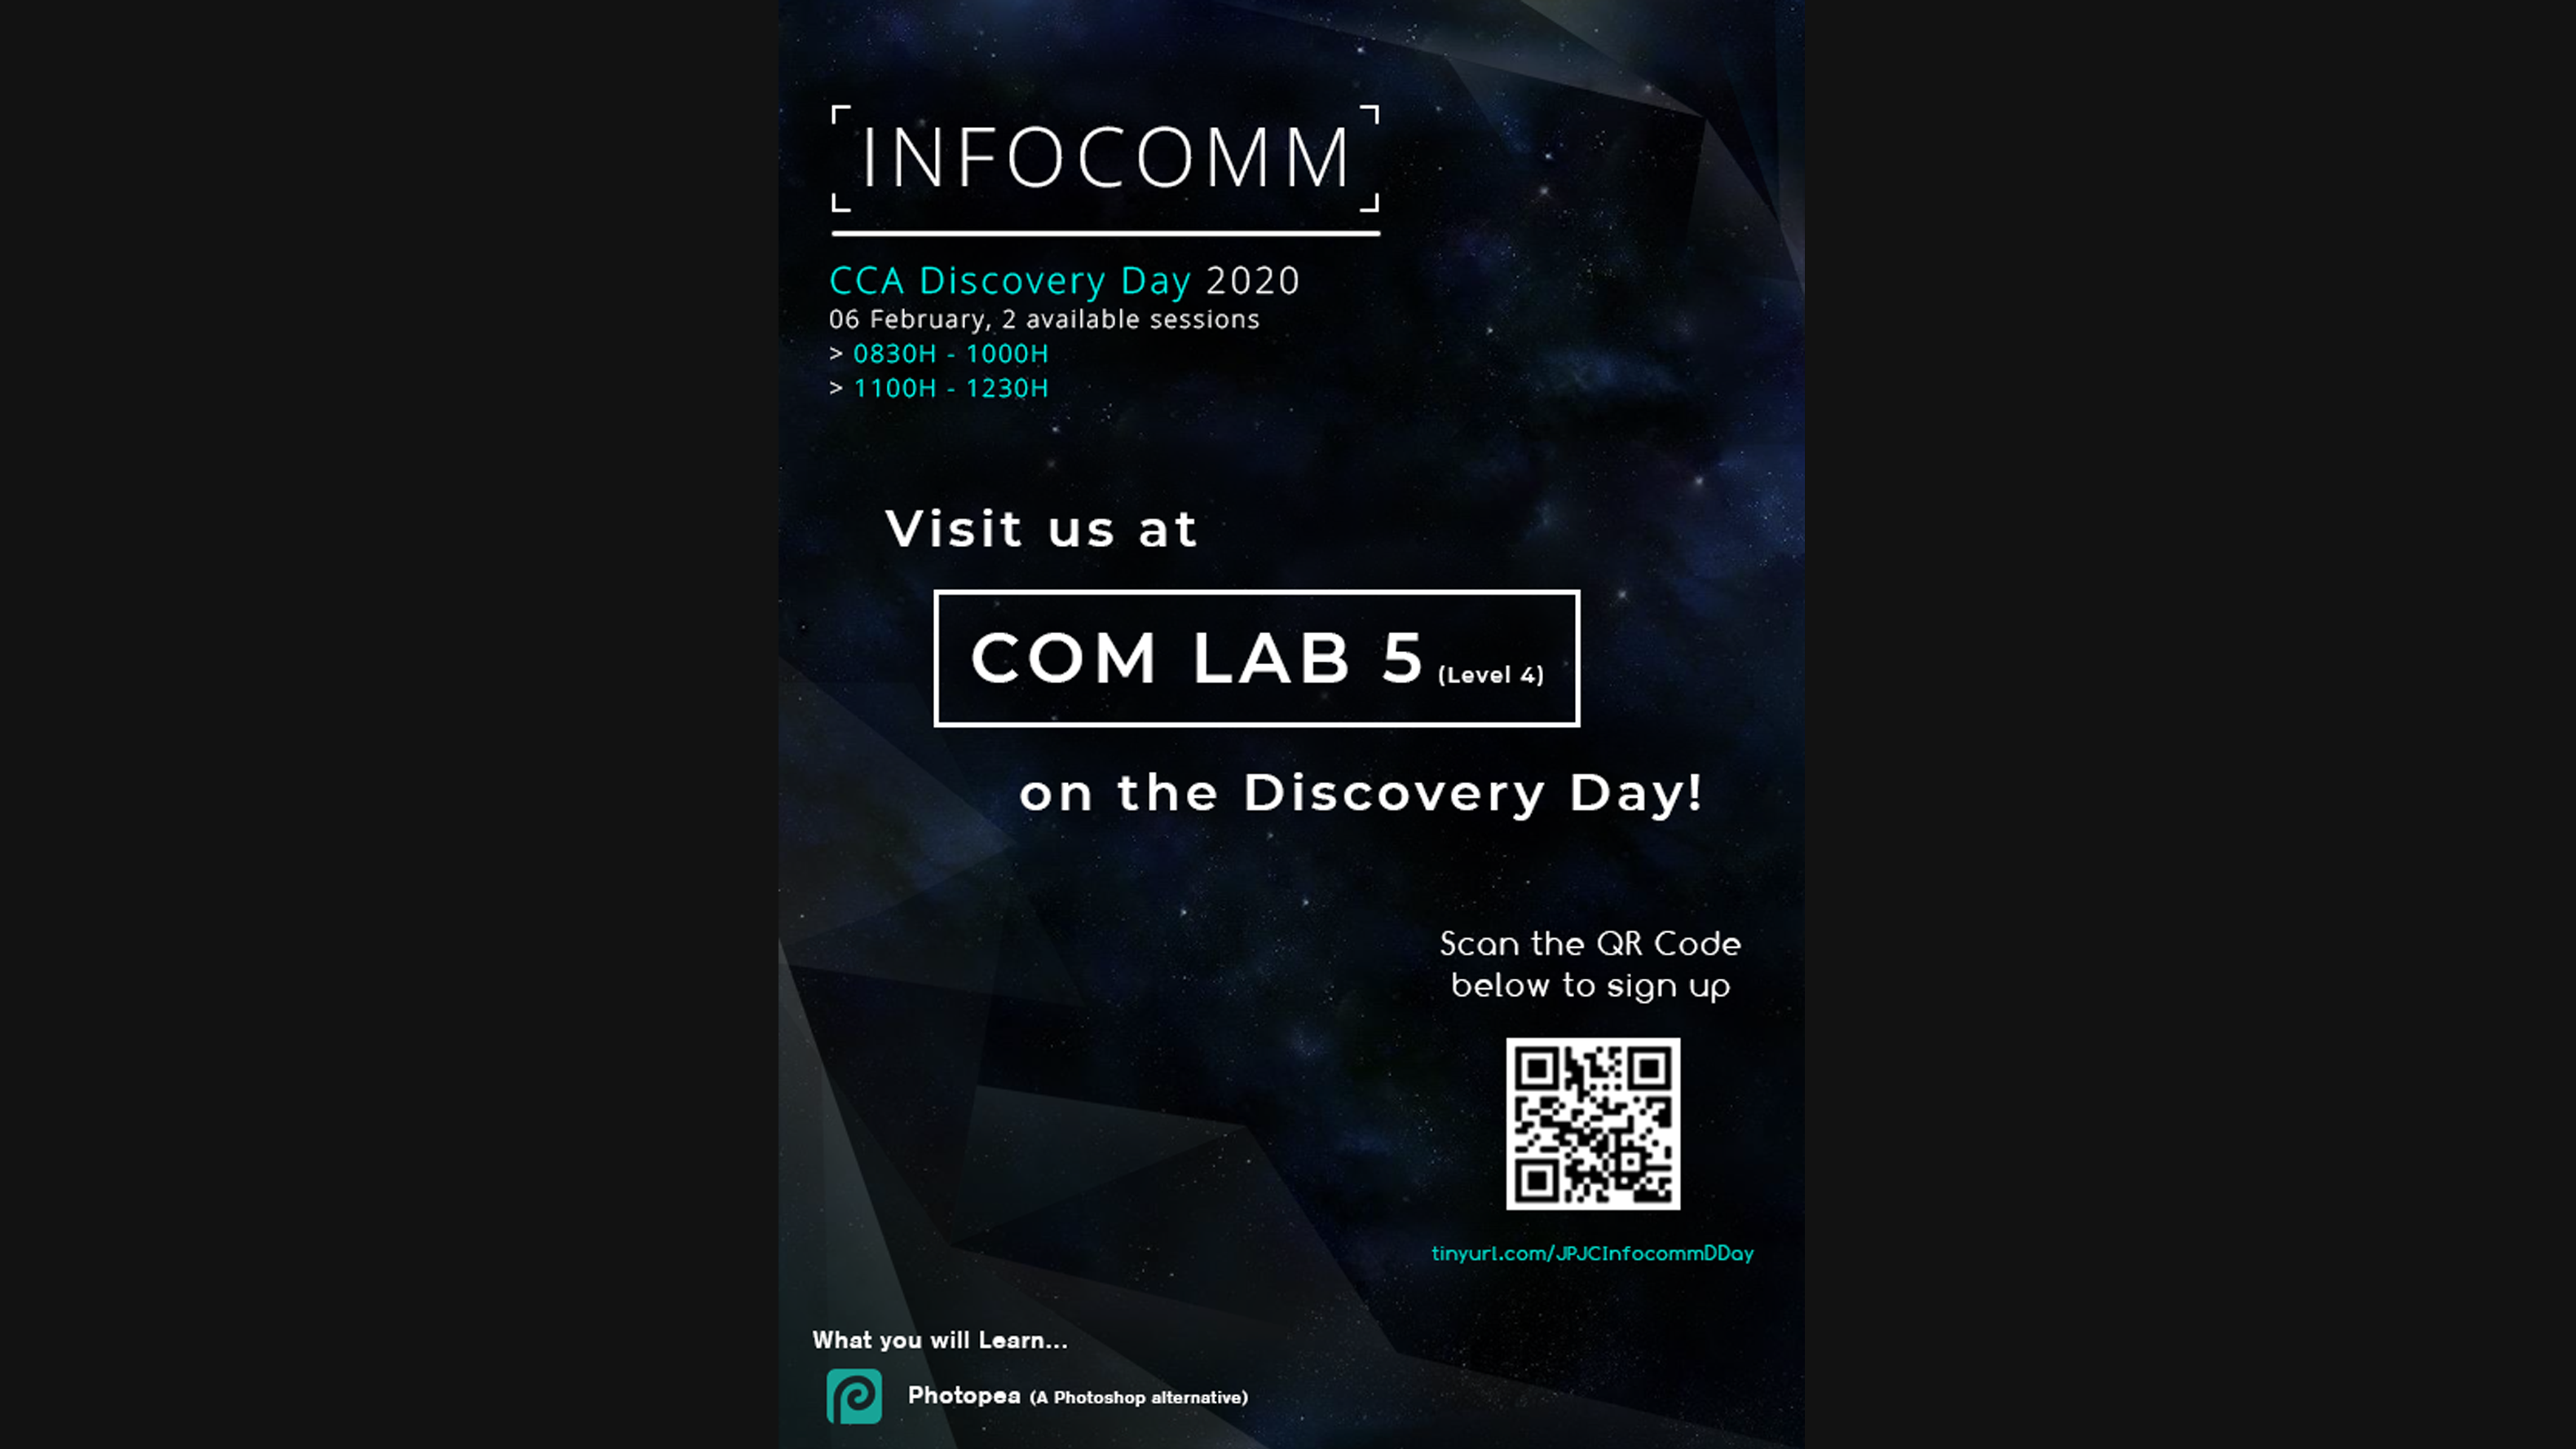 INFOCOMM
CCA Discovery Day 2020
06 February, 2 available sessions
> 0830H - 1000H
> 1100H - 1230H
Visit us at
COM LAB 5 (Level 4)
on the Discovery Day!
Scan the QR Code
below to sign up
tinyurl.com/JPJCInfocommDDay
What you will Learn...
Photopea (A Photoshop alternative)